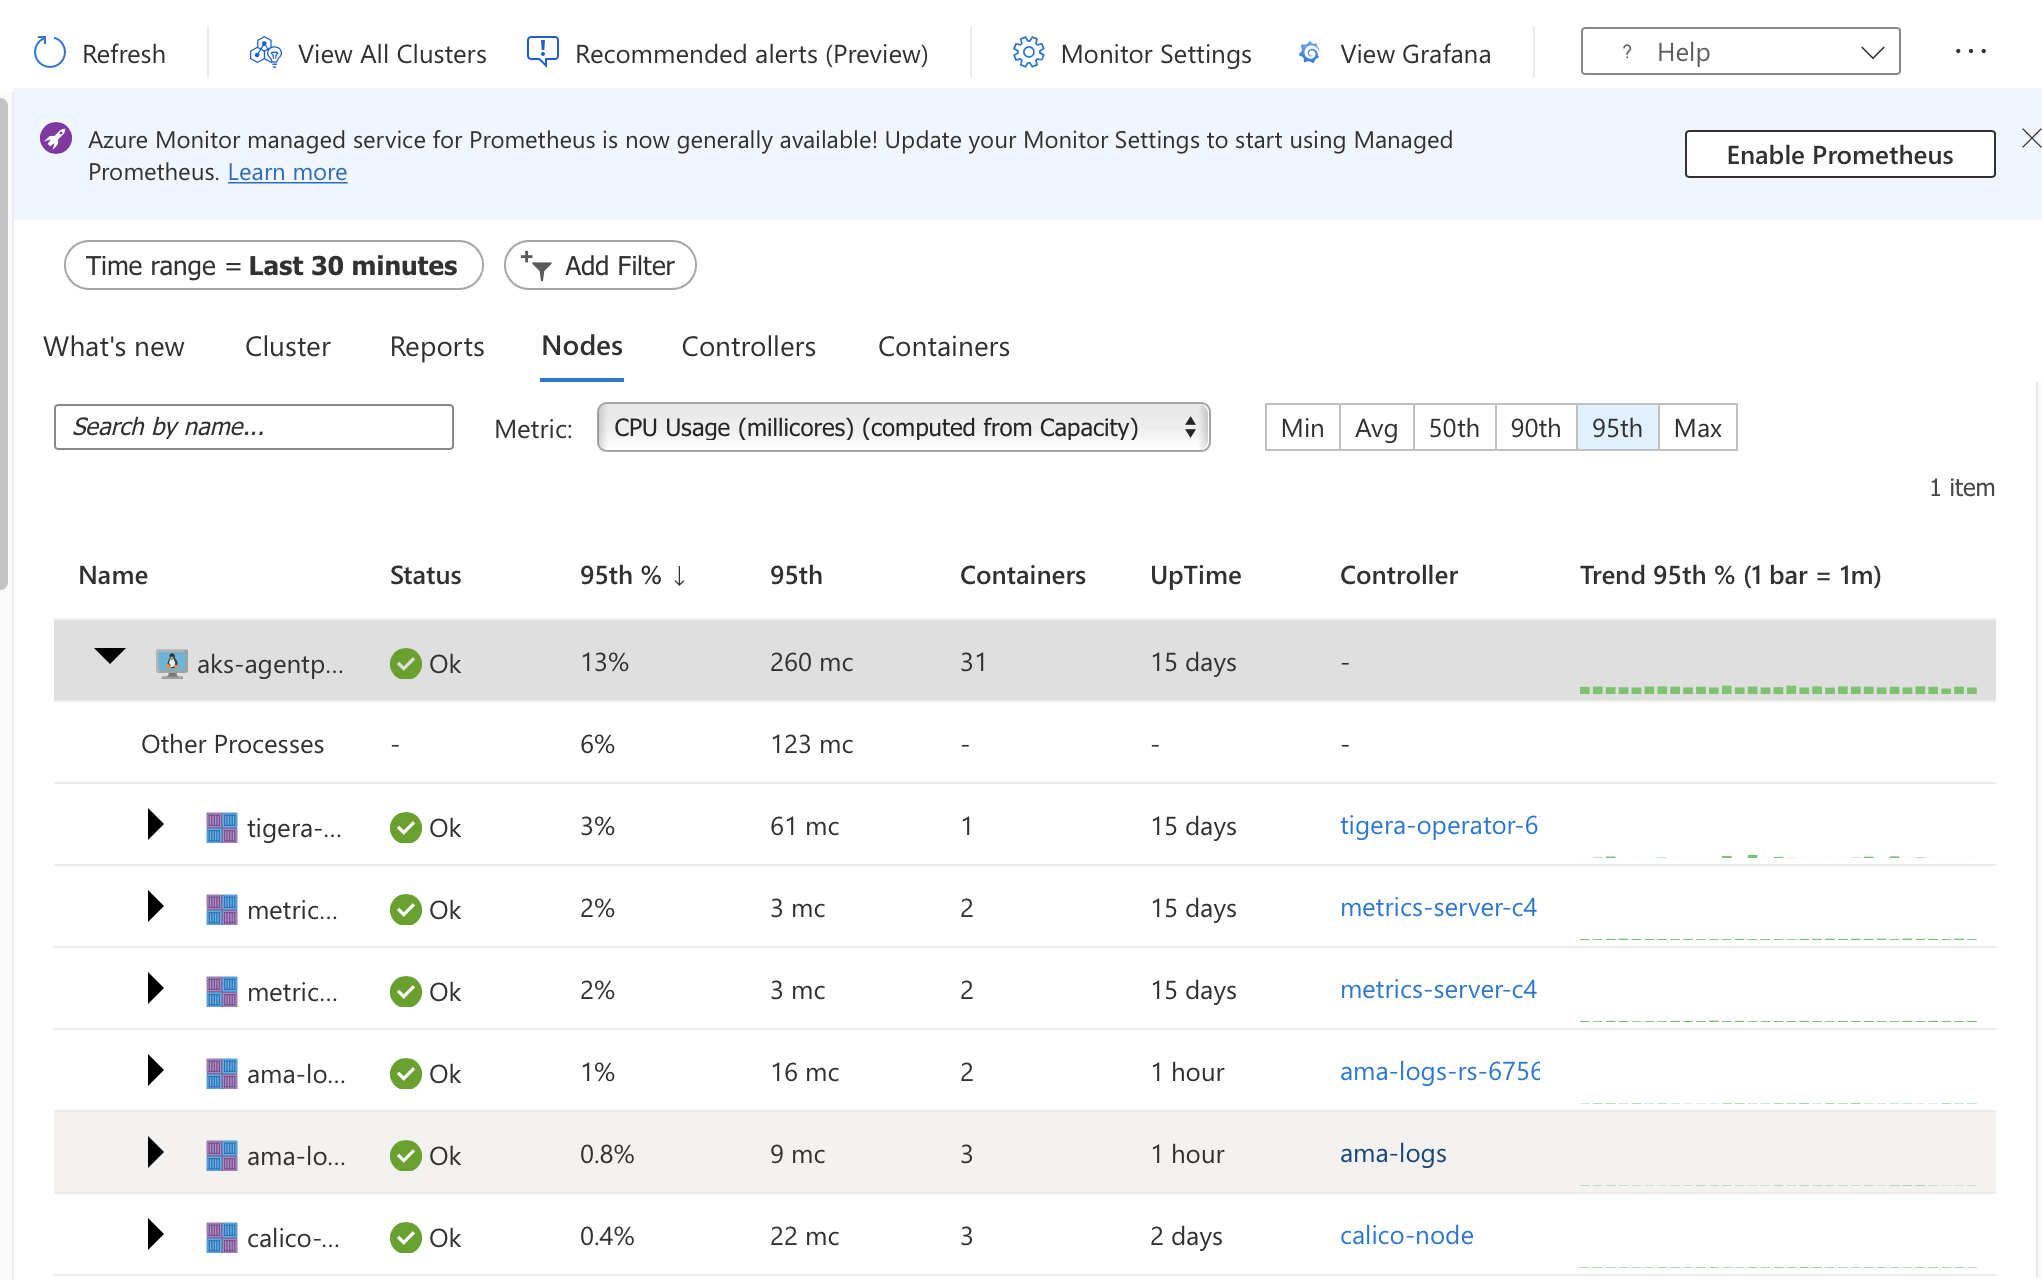 Refresh View All Clusters Recommended alerts (Preview) Monitor Settings View Grafana ? Help ...
Azure Monitor managed service for Prometheus is now generally available! Update your Monitor Settings to start using Managed
Prometheus. Learn more
Enable Prometheus
Time range = Last 30 minutes Add Filter
What's new Cluster Reports Nodes Controllers Containers
Search by name... Metric: CPU Usage (millicores) (computed from Capacity) Min Avg 50th 90th 95th Max
1 item
Name Status 95th % ↓ 95th Containers UpTime Controller Trend 95th % (1 bar = 1m)
aks-agentp... Ok 13% 260 mc 31 15 days -
Other Processes - 6% 123 mc - - -
tigera-... Ok 3% 61 mc 1 15 days tigera-operator-6
metric... Ok 2% 3 mc 2 15 days metrics-server-c4
metric... Ok 2% 3 mc 2 15 days metrics-server-c4
ama-lo... Ok 1% 16 mc 2 1 hour ama-logs-rs-6756
ama-lo... Ok 0.8% 9 mc 3 1 hour ama-logs
calico-... Ok 0.4% 22 mc 3 2 days calico-node